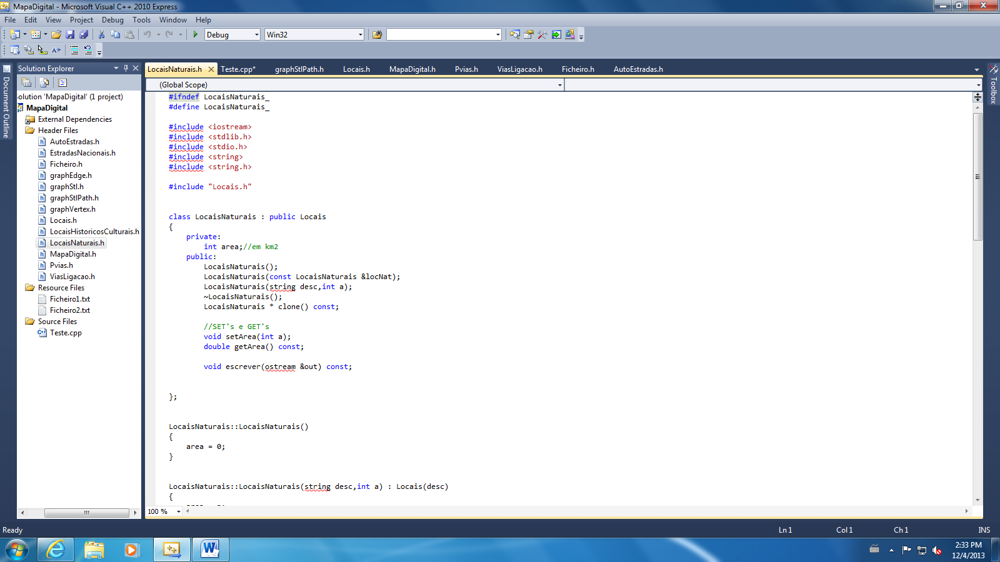 MapaDigital - Microsoft Visual C++ 2010 Express
File Edit View Project Debug Tools Window Help
Debug Win32
Solution Explorer
LocaisNaturais.h Teste.cpp* graphStlPath.h Locais.h MapaDigital.h Pvias.h ViasLigacao.h Ficheiro.h AutoEstradas.h
(Global Scope)
Document Outline
Toolbox
olution 'MapaDigital' (1 project)
MapaDigital
External Dependencies
Header Files
AutoEstradas.h
EstradasNacionais.h
Ficheiro.h
graphEdge.h
graphStl.h
graphStlPath.h
graphVertex.h
Locais.h
LocaisHistoricosCulturais.h
LocaisNaturais.h
MapaDigital.h
Pvias.h
ViasLigacao.h
Resource Files
Ficheiro1.txt
Ficheiro2.txt
Source Files
Teste.cpp
#ifndef LocaisNaturais_
#define LocaisNaturais_
#include <iostream>
#include <stdlib.h>
#include <stdio.h>
#include <string>
#include <string.h>
#include "Locais.h"
class LocaisNaturais : public Locais
{
private:
int area;//em km2
public:
LocaisNaturais();
LocaisNaturais(const LocaisNaturais &locNat);
LocaisNaturais(string desc,int a);
~LocaisNaturais();
LocaisNaturais * clone() const;
//SET's e GET's
void setArea(int a);
double getArea() const;
void escrever(ostream &out) const;
};
LocaisNaturais::LocaisNaturais()
{
area = 0;
}
LocaisNaturais::LocaisNaturais(string desc,int a) : Locais(desc)
{
100 %
Ready Ln 1 Col 1 Ch 1 INS
2:33 PM
12/4/2013